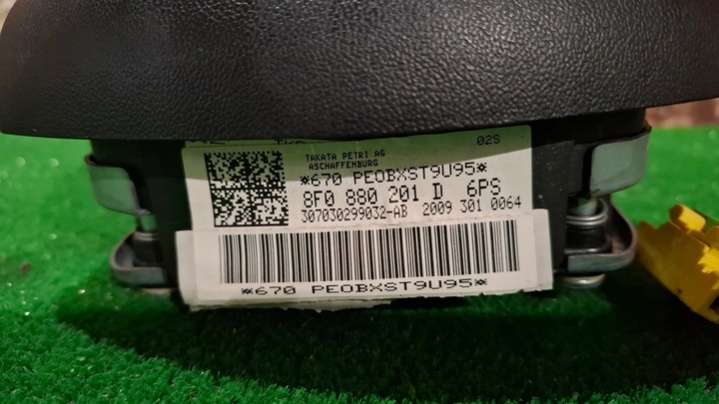 02S
TAKATA PETRI AG
ASCHAFFENBURG
*670 PEOBXST9U95*
8F0 880 201 D 6PS
307030299032-AB 2009 301 0064
*670 PEOBXST9U95*